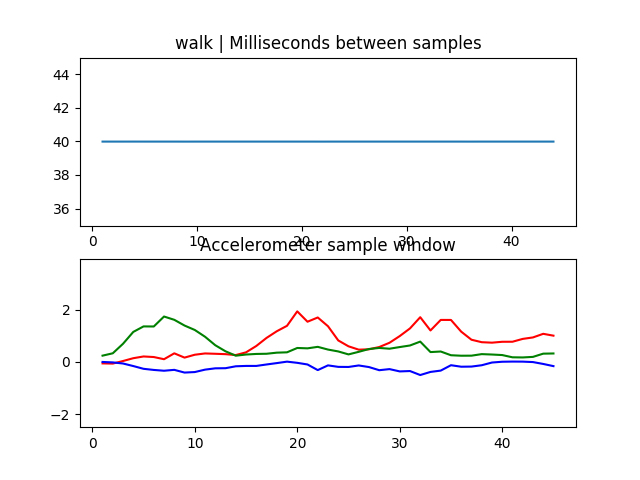 walk | Milliseconds between samples
44
42
40
38
36
0 10 20 30 40
Accelerometer sample window
2
0
−2
0 10 20 30 40